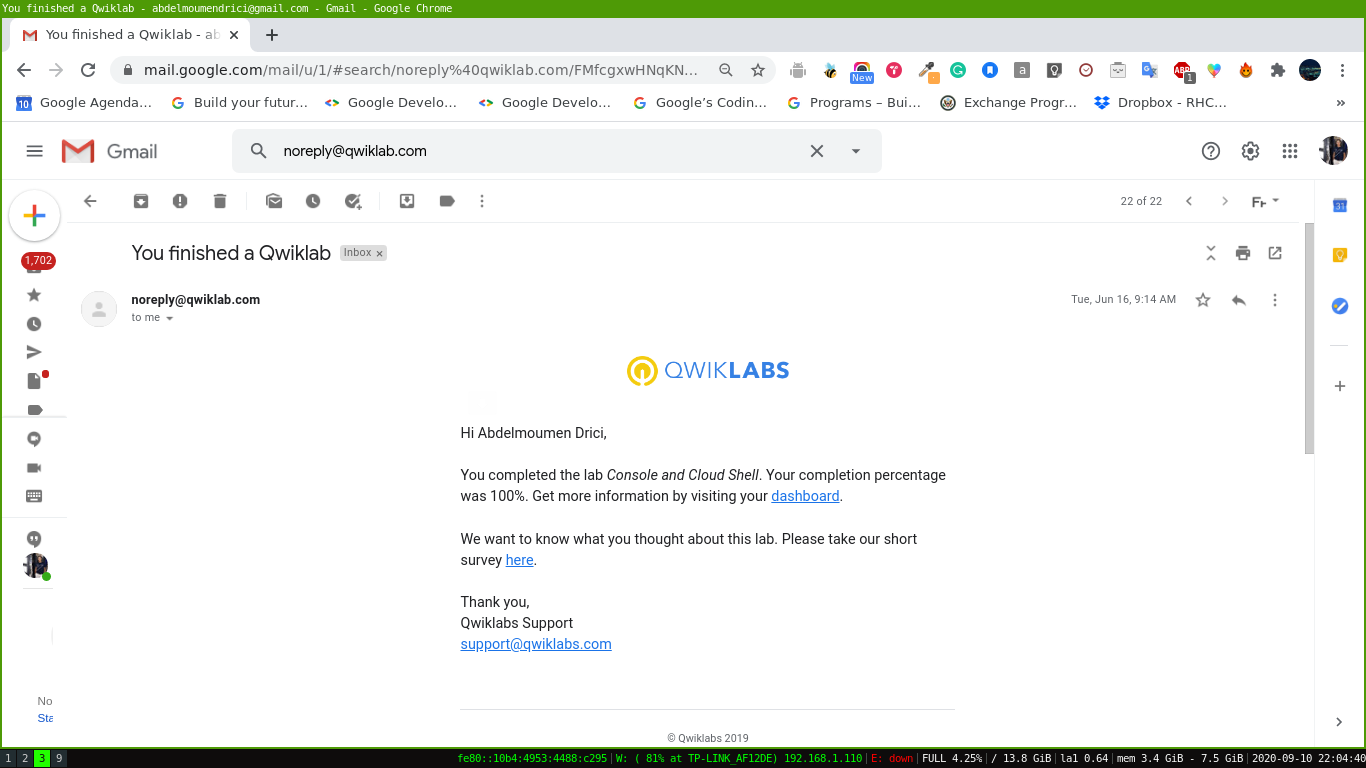 You finished a Qwiklab - abdelmoumendrici@gmail.com - Gmail - Google Chrome
You finished a Qwiklab - ab
mail.google.com/mail/u/1/#search/noreply%40qwiklab.com/FMfcgxwHNqKN...
New
a
ABP
1
10
Google Agenda...
Build your futur...
Google Develo...
Google Develo...
Google's Codin...
Programs – Bui...
Exchange Progr...
Dropbox - RHC...
»
Gmail
noreply@qwiklab.com
22 of 22
31
1,702
You finished a Qwiklab
Inbox ×
noreply@qwiklab.com
Tue, Jun 16, 9:14 AM
to me
QWIKLABS
Hi Abdelmoumen Drici,
You completed the lab Console and Cloud Shell. Your completion percentage
was 100%. Get more information by visiting your dashboard.
We want to know what you thought about this lab. Please take our short
survey here.
Thank you,
Qwiklabs Support
support@qwiklabs.com
No
Sta
© Qwiklabs 2019
1 2 3 9
fe80::10b4:4953:4488:c295 | W: ( 81% at TP-LINK_AF12DE) 192.168.1.110 | E: down | FULL 4.25% | / 13.8 GiB | la1 0.64 | mem 3.4 GiB - 7.5 GiB | 2020-09-10 22:04:40